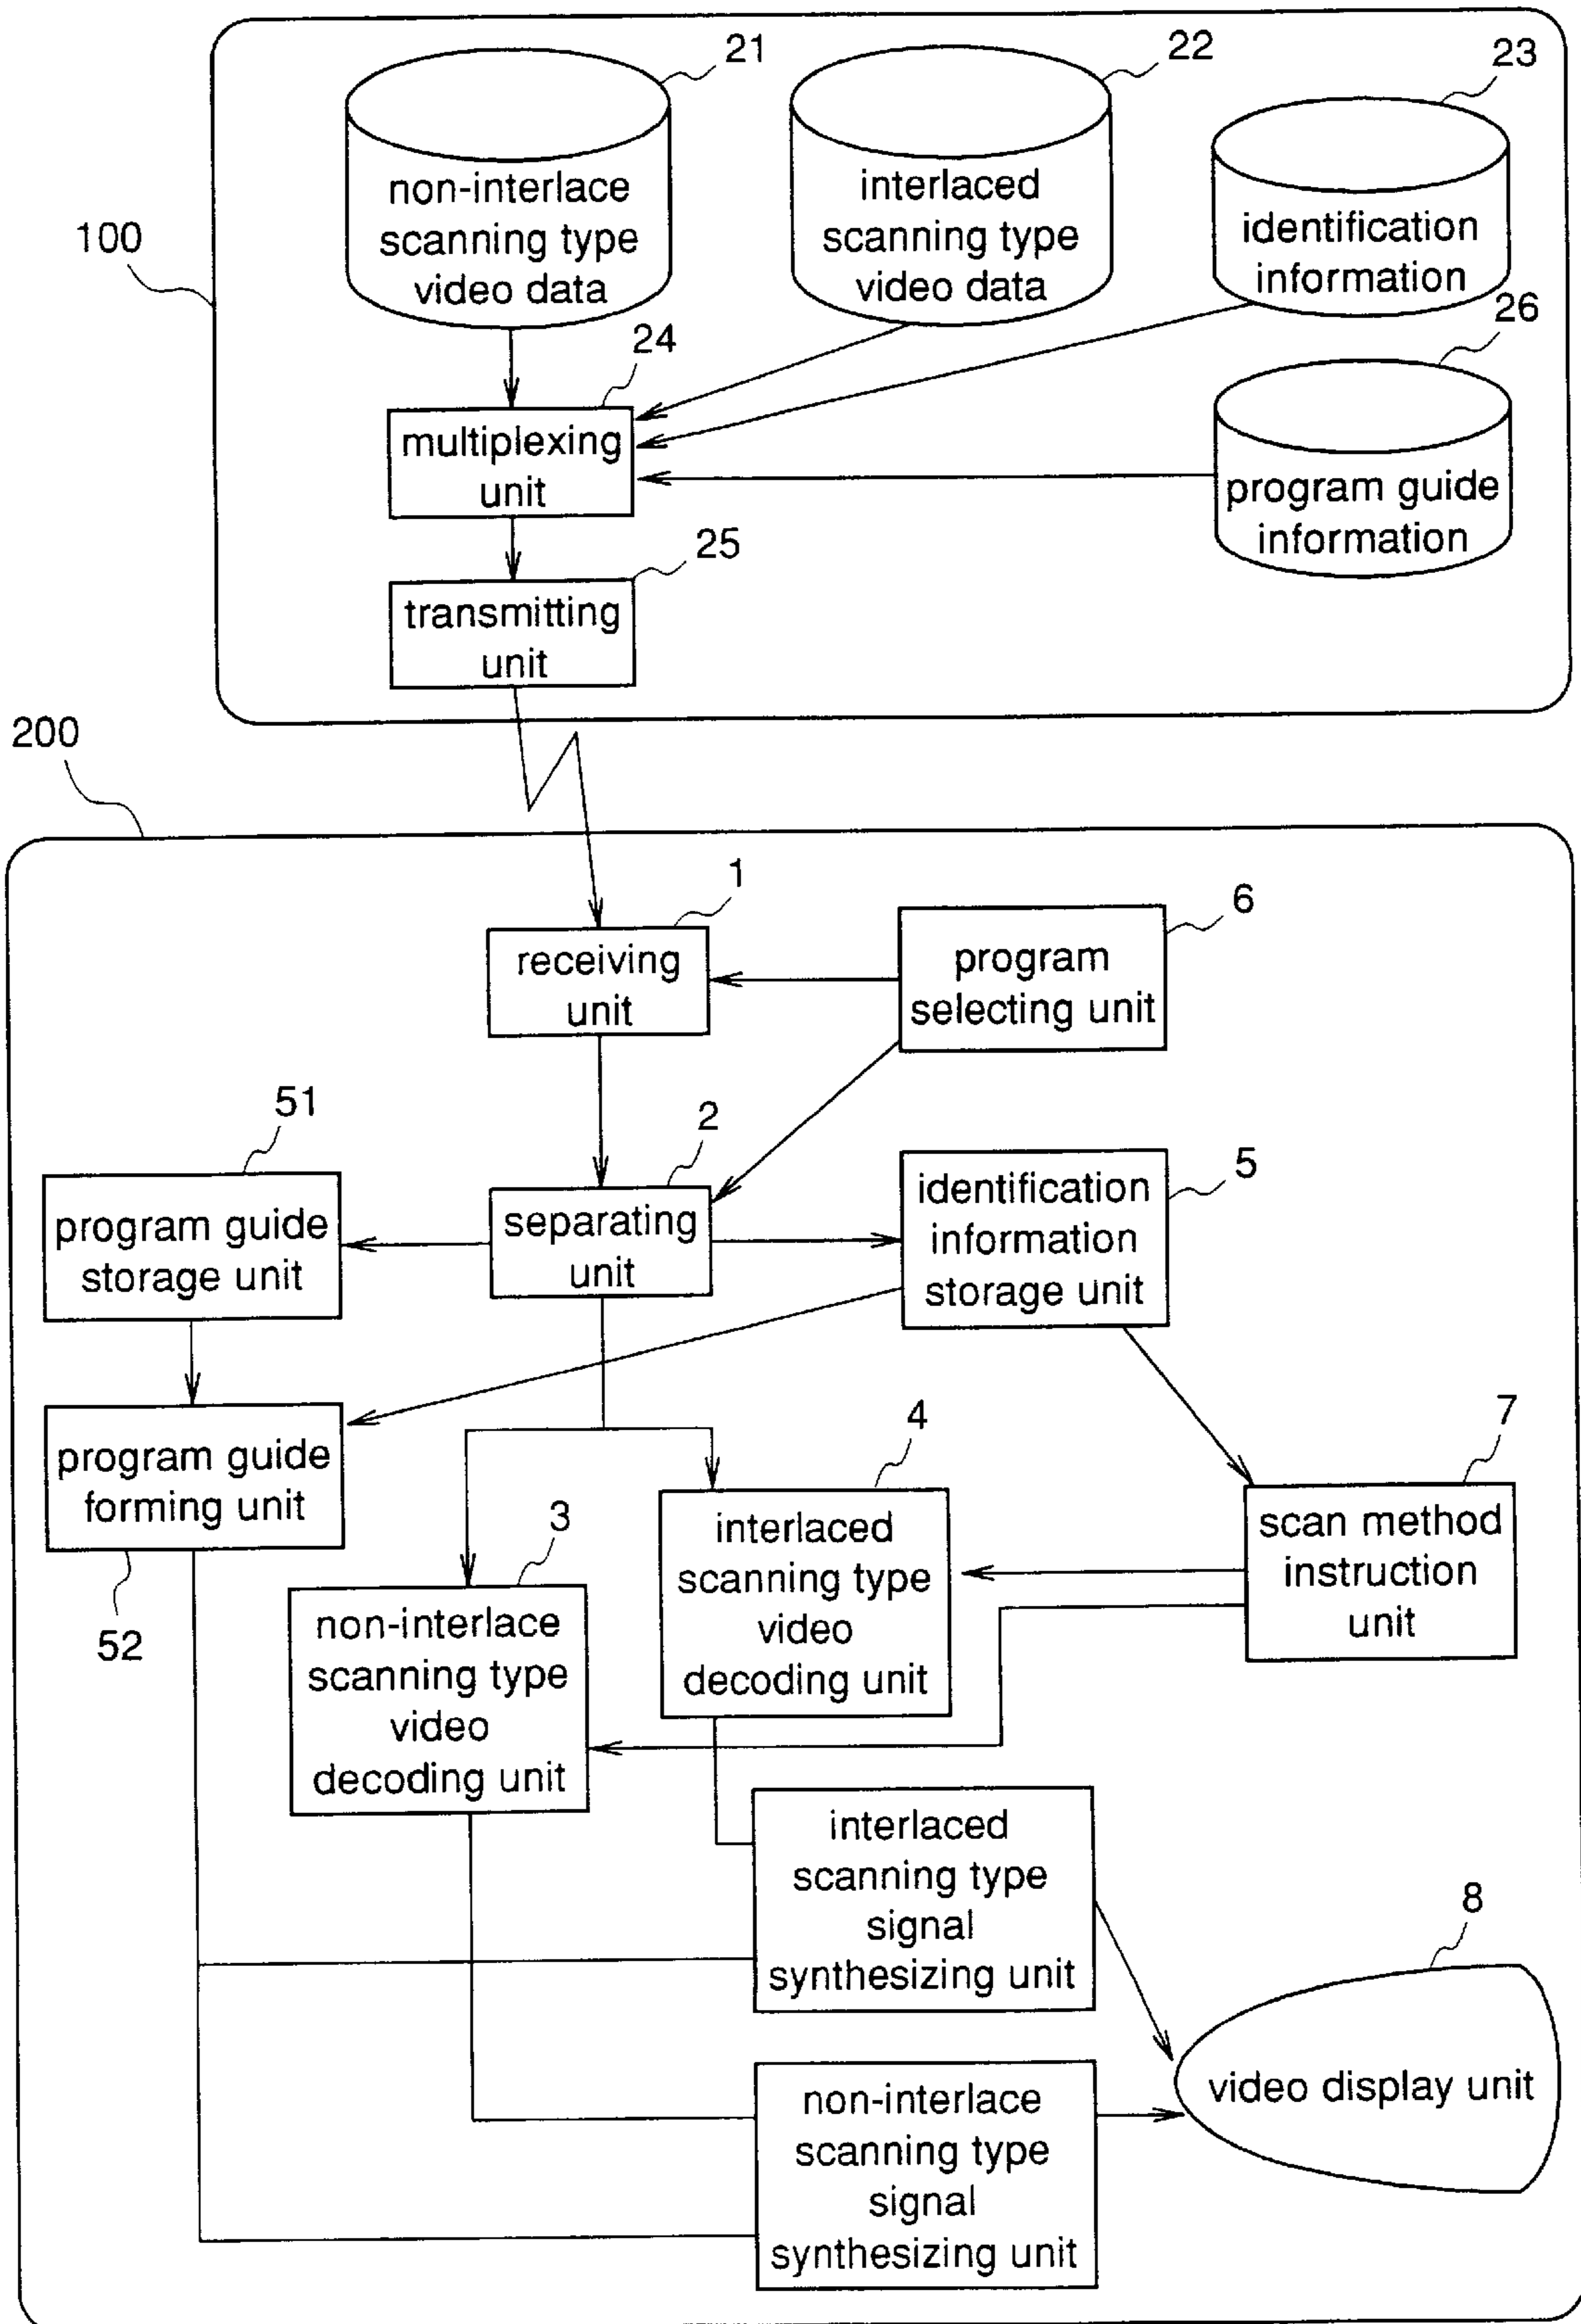 21
22
23
non-interlace
scanning type
video data
interlaced
scanning type
video data
identification
information
100
24
26
multiplexing
unit
program guide
information
25
transmitting
unit
200
1
6
receiving
unit
program
selecting unit
51
2
5
program guide
storage unit
separating
unit
identification
information
storage unit
4
7
program guide
forming unit
52
3
interlaced
scanning type
video
decoding unit
scan method
instruction
unit
non-interlace
scanning type
video
decoding unit
interlaced
scanning type
signal
synthesizing unit
8
video display unit
non-interlace
scanning type
signal
synthesizing unit